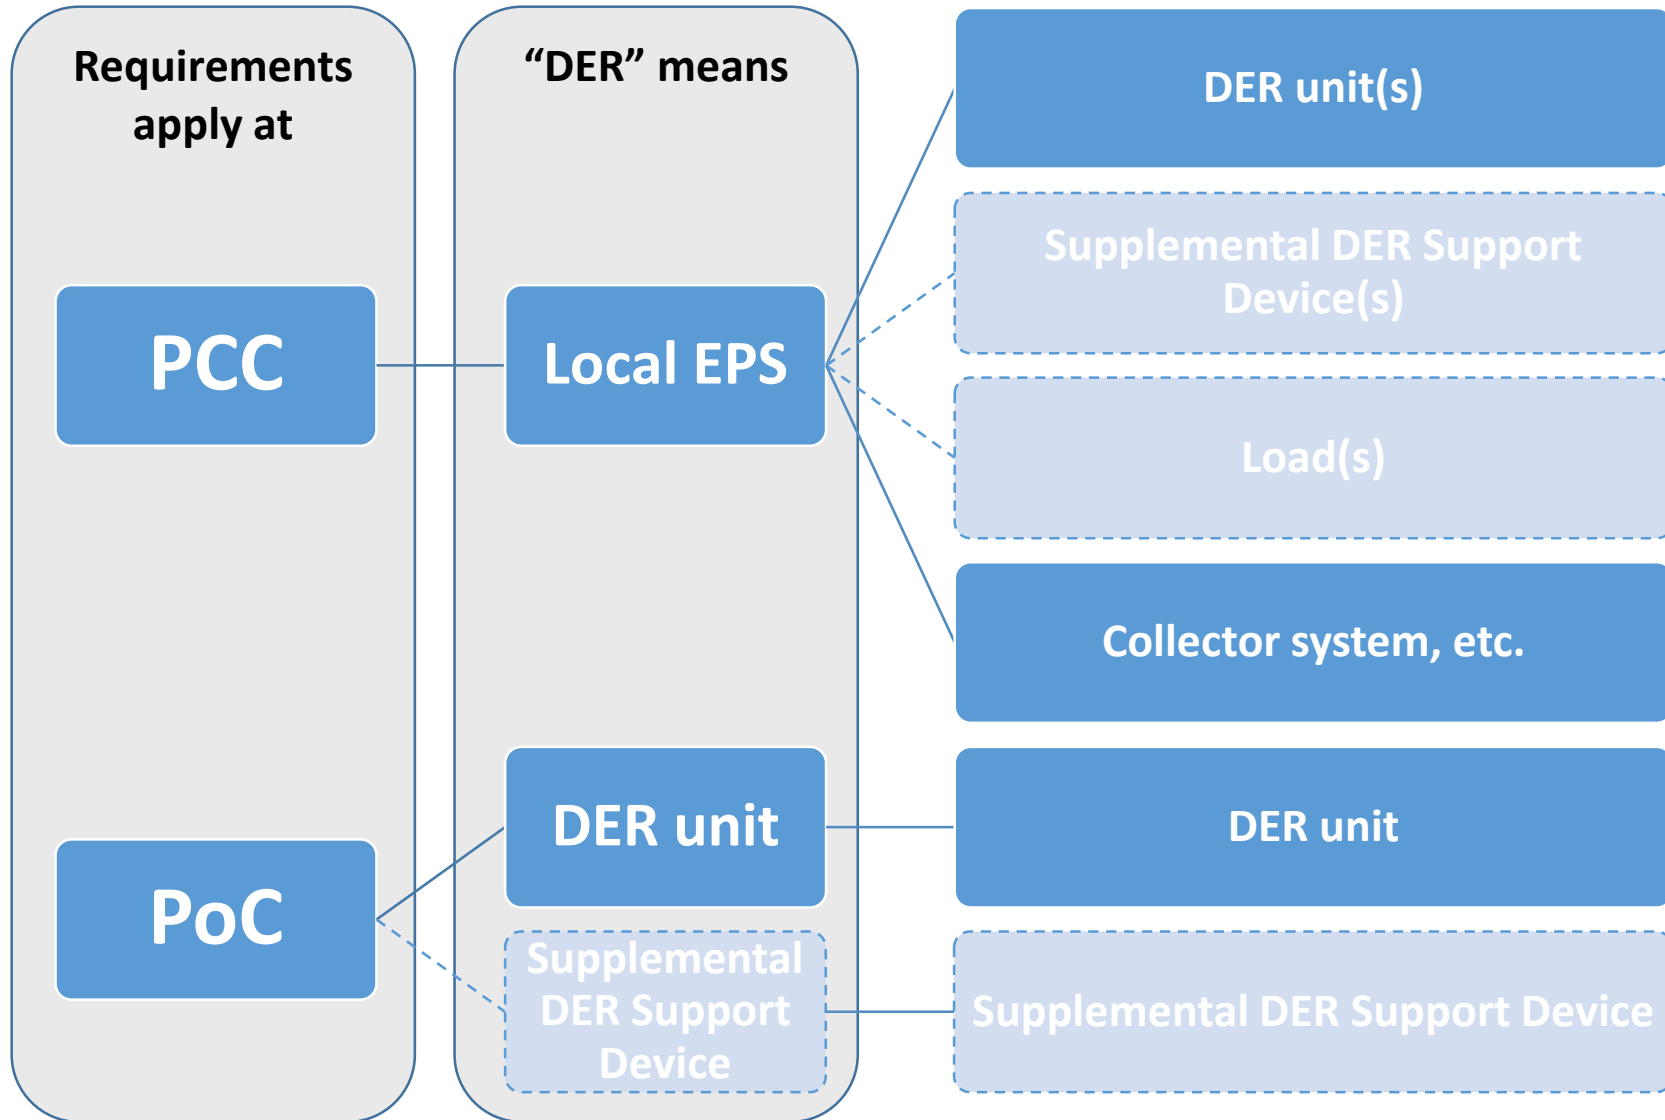 Requirements
apply at
PCC
PoC
“DER” means
Local EPS
DER unit
Supplemental
DER Support
Device
DER unit(s)
Supplemental DER Support
Device(s)
Load(s)
Collector system, etc.
DER unit
Supplemental DER Support Device